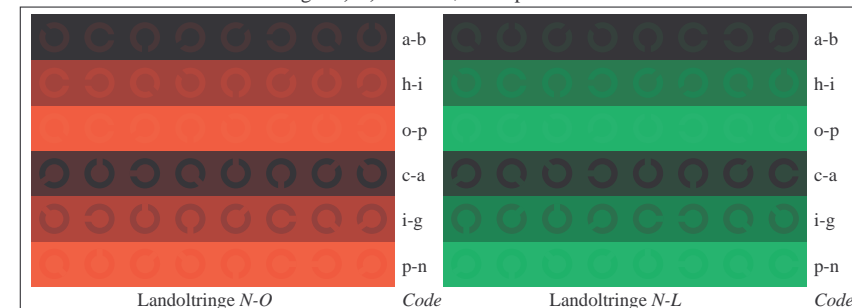 a-b a-b
h-i h-i
o-p o-p
c-a c-a
i-g i-g
p-n p-n
Landoltringe N-O Code Landoltringe N-L Code